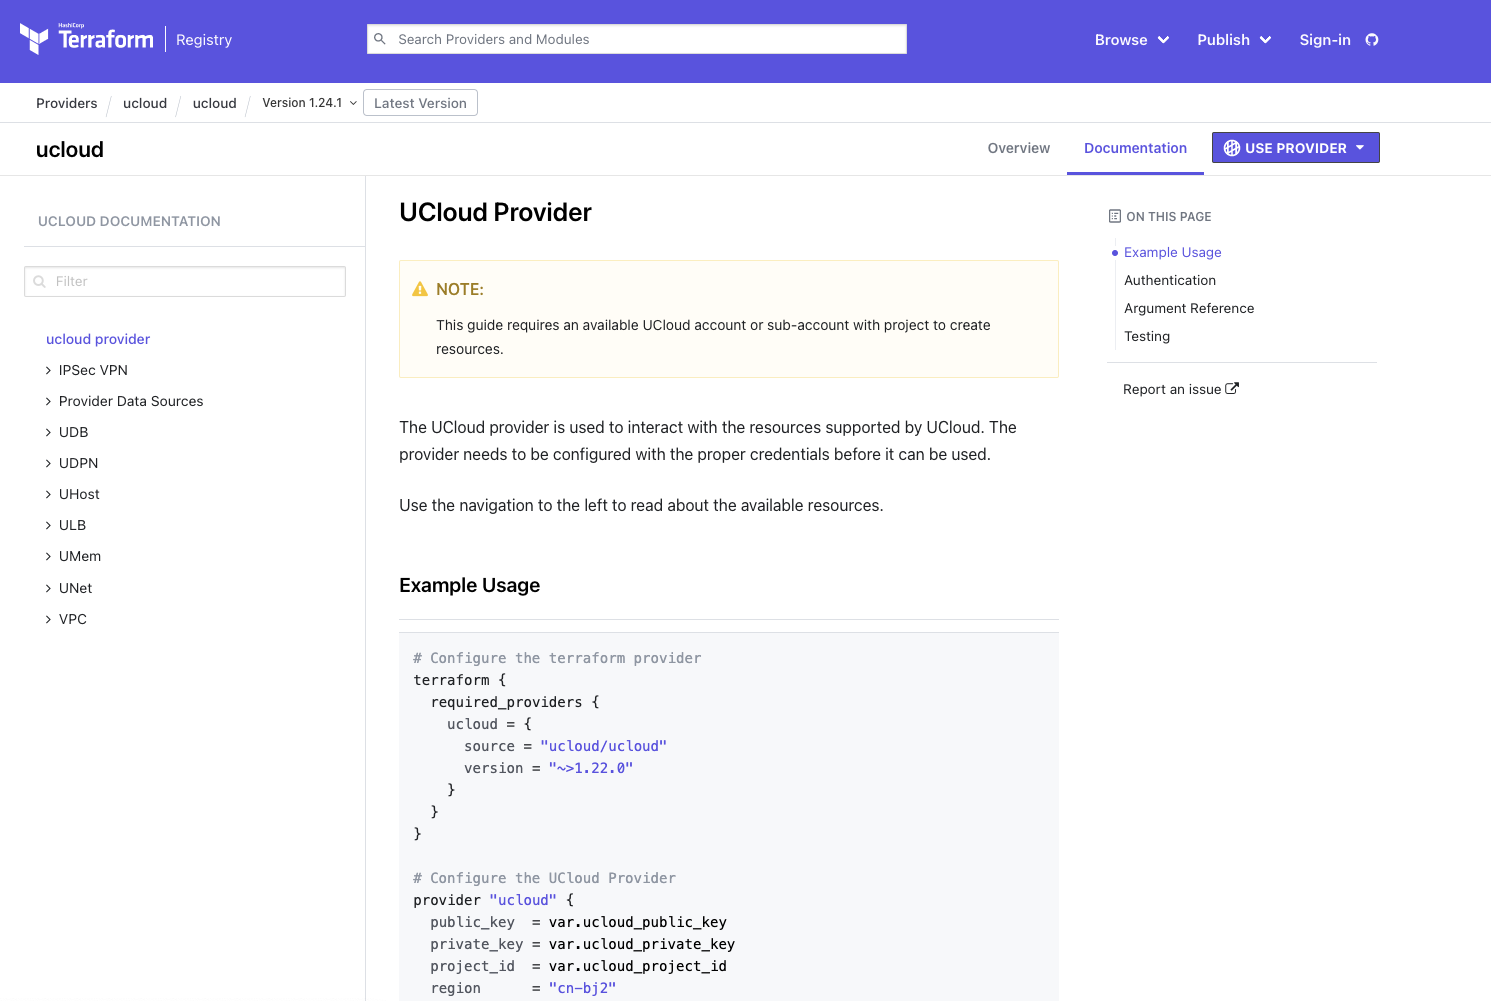 HashiCorp
Terraform
Registry
Search Providers and Modules
Browse
Publish
Sign-in
Providers
ucloud
ucloud
Version 1.24.1
Latest Version
ucloud
Overview
Documentation
USE PROVIDER
UCLOUD DOCUMENTATION
Filter
ucloud provider
IPSec VPN
Provider Data Sources
UDB
UDPN
UHost
ULB
UMem
UNet
VPC
UCloud Provider
NOTE:
This guide requires an available UCloud account or sub-account with project to create
resources.
The UCloud provider is used to interact with the resources supported by UCloud. The
provider needs to be configured with the proper credentials before it can be used.
Use the navigation to the left to read about the available resources.
Example Usage
# Configure the terraform provider
terraform {
  required_providers {
    ucloud = {
      source = "ucloud/ucloud"
      version = "~>1.22.0"
    }
  }
}
# Configure the UCloud Provider
provider "ucloud" {
  public_key  = var.ucloud_public_key
  private_key = var.ucloud_private_key
  project_id  = var.ucloud_project_id
  region      = "cn-bj2"
ON THIS PAGE
Example Usage
Authentication
Argument Reference
Testing
Report an issue